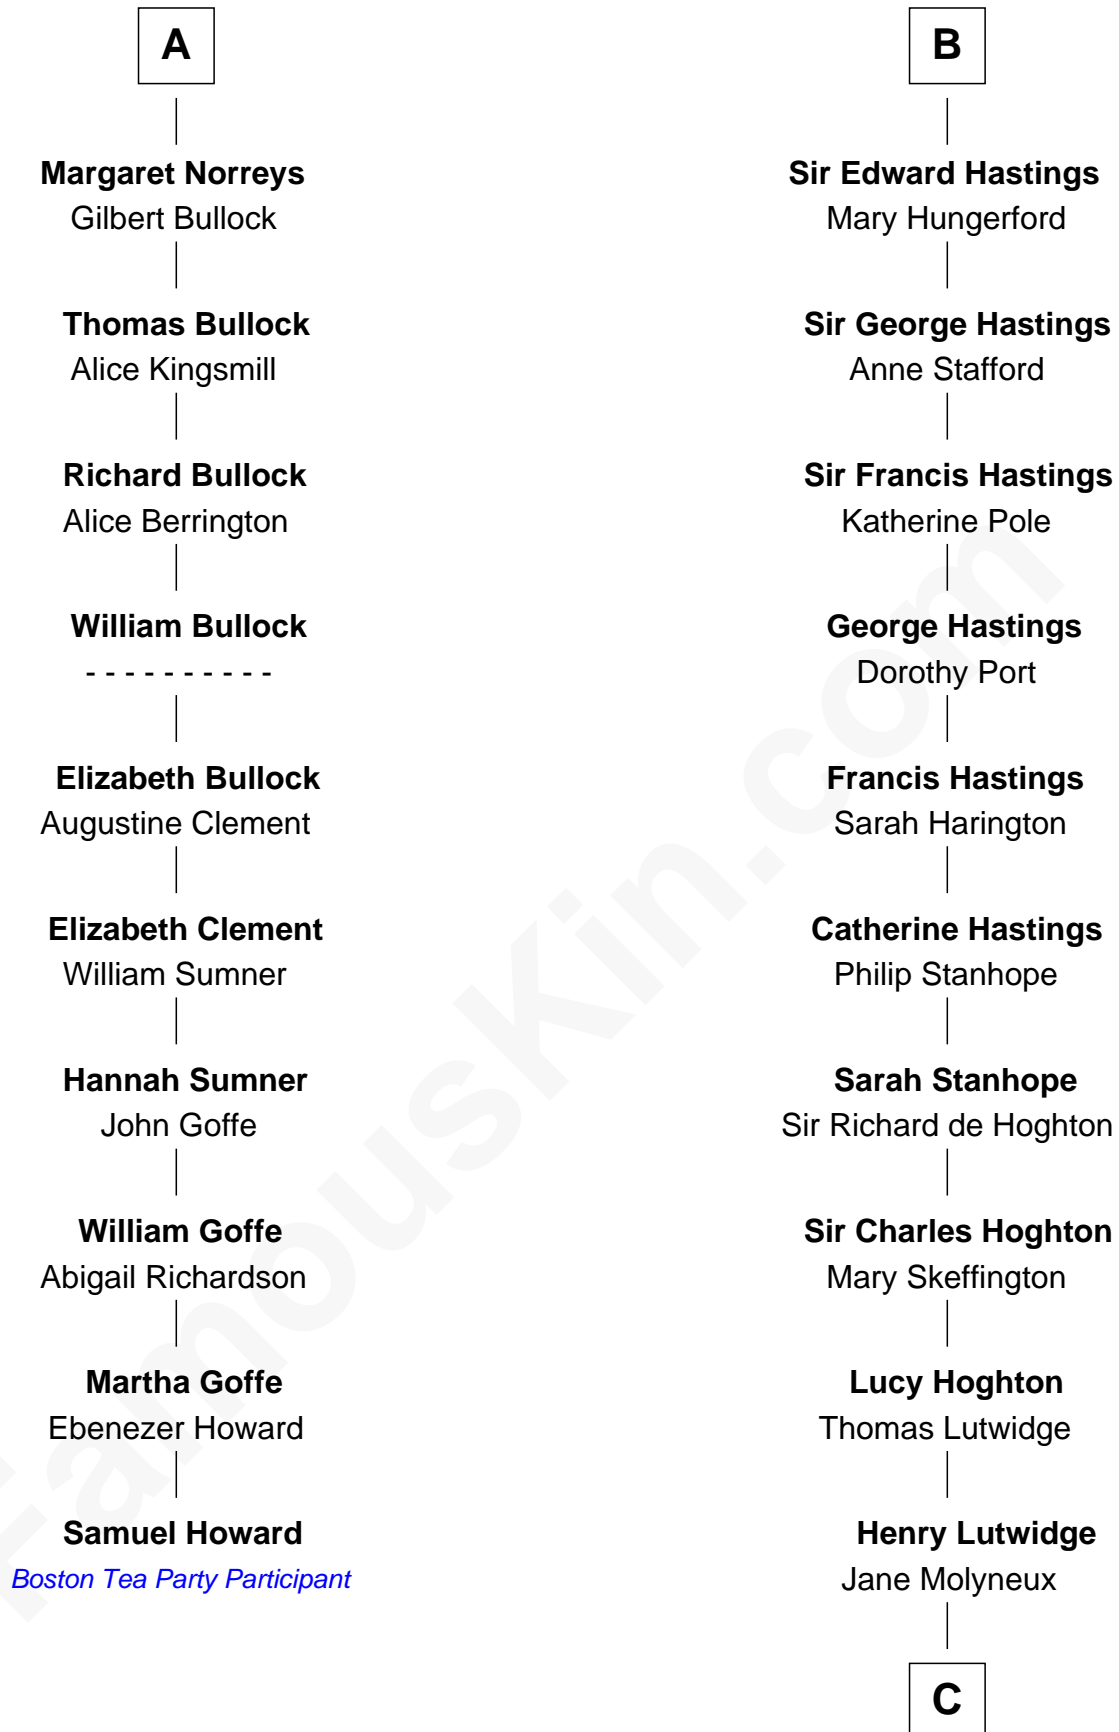 A
Margaret Norreys
Gilbert Bullock
Thomas Bullock
Alice Kingsmill
Richard Bullock
Alice Berrington
William Bullock
- - - - - - - - - -
Elizabeth Bullock
Augustine Clement
Elizabeth Clement
William Sumner
Hannah Sumner
John Goffe
William Goffe
Abigail Richardson
Martha Goffe
Ebenezer Howard
Samuel Howard
Boston Tea Party Participant
B
Sir Edward Hastings
Mary Hungerford
Sir George Hastings
Anne Stafford
Sir Francis Hastings
Katherine Pole
George Hastings
Dorothy Port
Francis Hastings
Sarah Harington
Catherine Hastings
Philip Stanhope
Sarah Stanhope
Sir Richard de Hoghton
Sir Charles Hoghton
Mary Skeffington
Lucy Hoghton
Thomas Lutwidge
Henry Lutwidge
Jane Molyneux
C
FamousKin.com